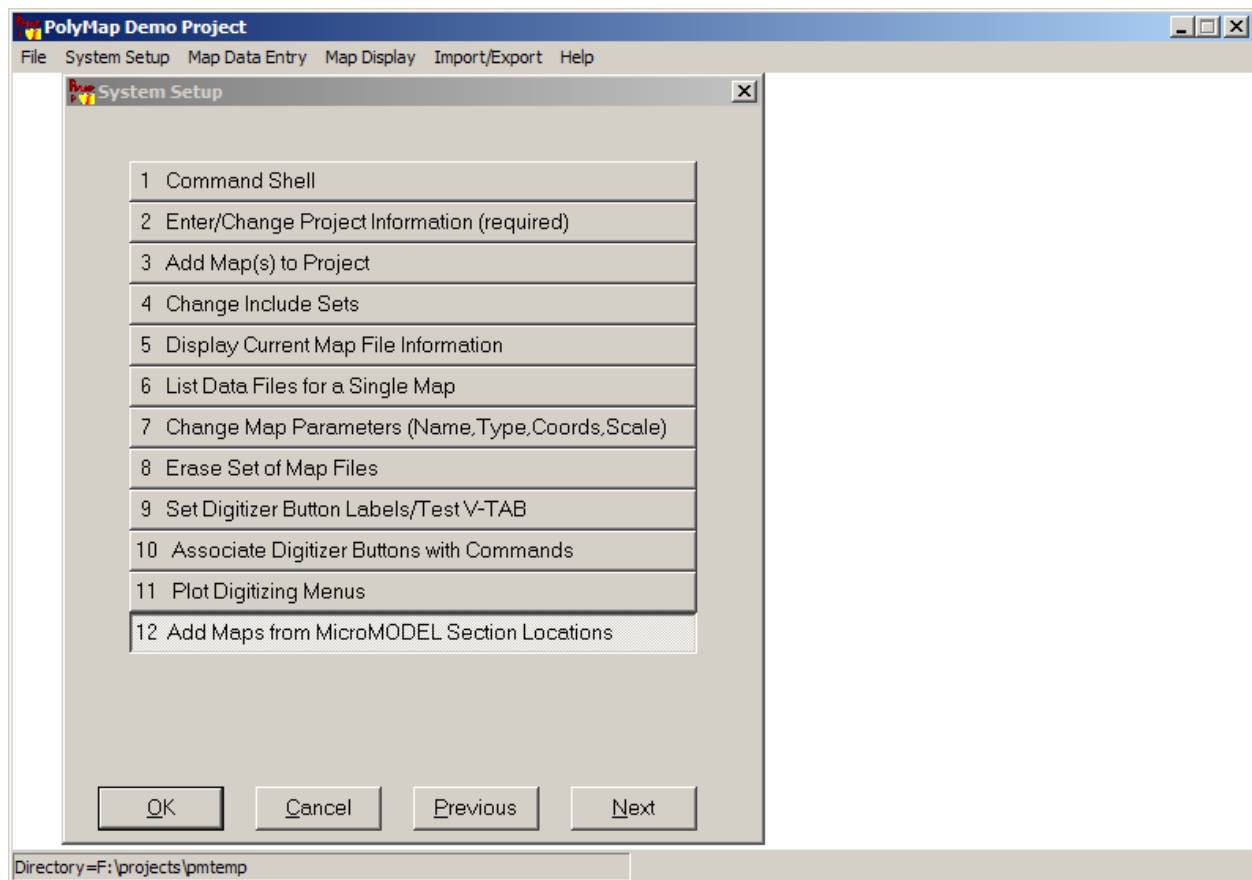 PolyMap Demo Project
File System Setup Map Data Entry Map Display Import/Export Help
System Setup
1 Command Shell
2 Enter/Change Project Information (required)
3 Add Map(s) to Project
4 Change Include Sets
5 Display Current Map File Information
6 List Data Files for a Single Map
7 Change Map Parameters (Name,Type,Coords,Scale)
8 Erase Set of Map Files
9 Set Digitizer Button Labels/Test V-TAB
10 Associate Digitizer Buttons with Commands
11 Plot Digitizing Menus
12 Add Maps from MicroMODEL Section Locations
OK Cancel Previous Next
Directory=F:\projects\pmtemp